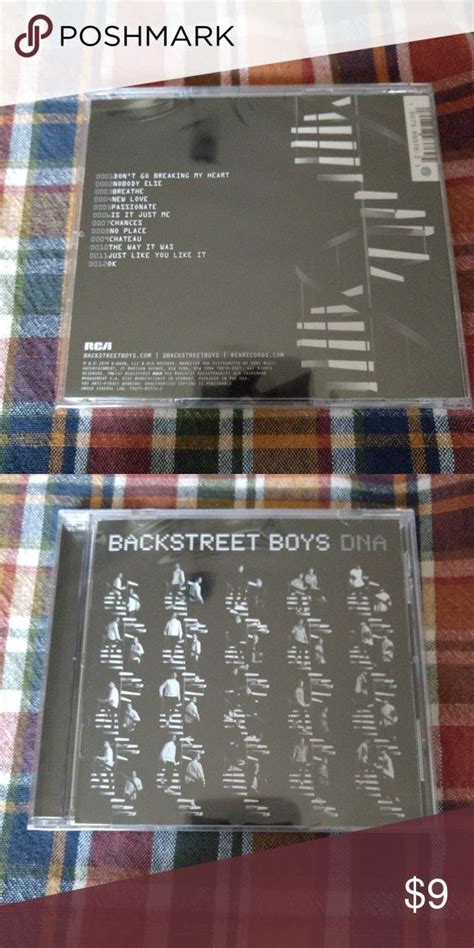 POSHMARK
0001DON'T GO BREAKING MY HEART
0002NOBODY ELSE
0003BREATHE
0004NEW LOVE
0005PASSIONATE
0006IS IT JUST ME
0007CHANCES
0008NO PLACE
0009CHATEAU
0010THE WAY IT WAS
0011JUST LIKE YOU LIKE IT
0012OK
RCA
BACKSTREETBOYS.COM | @BACKSTREETBOYS | RCARECORDS.COM
BACKSTREET BOYS DNA
$9